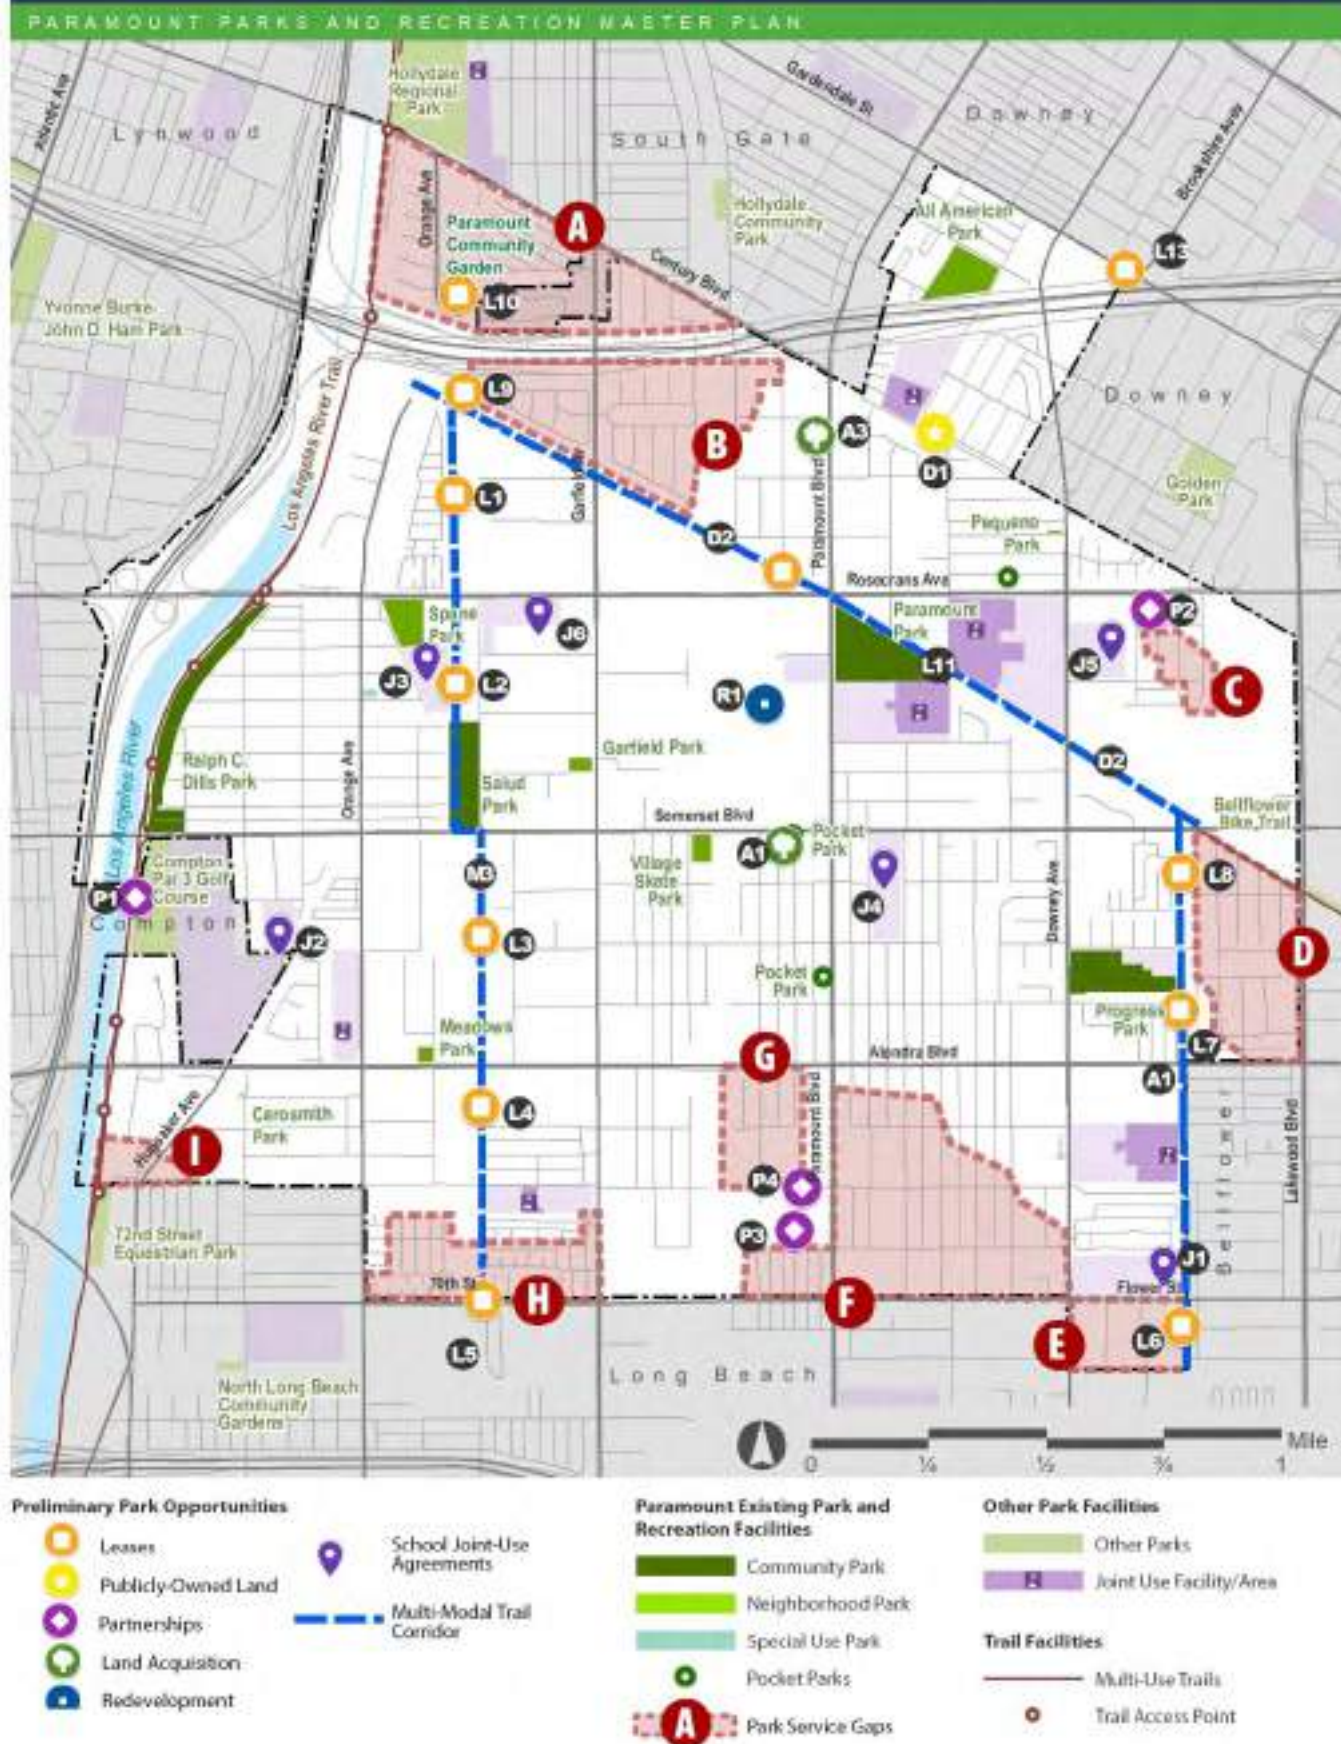 PARAMOUNT PARKS AND RECREATION MASTER PLAN
Hollydale
Regional
Park
Gardendale St
Downey
Atlantic Ave
Lynwood
South Gate
Brookshire Avdy
Orange Ave
Paramount
Community
Garden
A
Hollydale
Community
Park
All American
Park
L13
Century Blvd
L10
Yvonne Burke-
John D. Ham Park
Los Angeles River Trail
L9
B
A3
D1
Downey
Golden
Park
L1
Garfield
D2
Paramount Blvd
Pequeno
Park
Rosecrans Ave
Spane
Park
J6
Paramount
Park
P2
J3
L2
R1
L11
J5
C
Ralph C.
Dills Park
Orange Ave
Garfield Park
D2
Los Angeles River
Salud
Park
Somerset Blvd
Bellflower
Bike Trail
Compton
Par 3 Golf
Course
M3
Village
Skate
Park
A1
Pocket
Park
L8
P1
Compton
J2
L3
J4
Downey Ave
D
Pocket
Park
Progress
Park
Meadows
Park
G
Alondra Blvd
L7
A1
Hunsaker Ave
Carosmith
Park
L4
Paramount Blvd
Bellflower
Lakewood Blvd
I
P4
72nd Street
Equestrian Park
P3
J1
70th St
H
F
Flower St
L5
E
L6
Long Beach
North Long Beach
Community
Gardens
Mile
0 ¼ ½ ¾ 1
Preliminary Park Opportunities
Leases
Publicly-Owned Land
Partnerships
Land Acquisition
Redevelopment
School Joint-Use
Agreements
Multi-Modal Trail
Corridor
Paramount Existing Park and
Recreation Facilities
Community Park
Neighborhood Park
Special Use Park
Pocket Parks
A
Park Service Gaps
Other Park Facilities
Other Parks
Joint Use Facility/Area
Trail Facilities
Multi-Use Trails
Trail Access Point